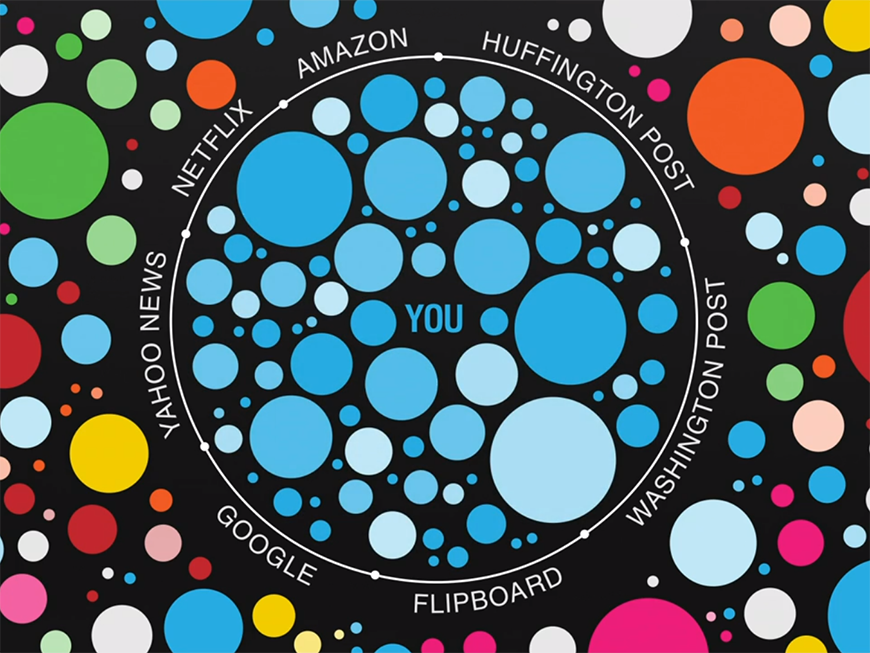 AMAZON
HUFFINGTON POST
NETFLIX
YAHOO NEWS
YOU
WASHINGTON POST
GOOGLE
FLIPBOARD